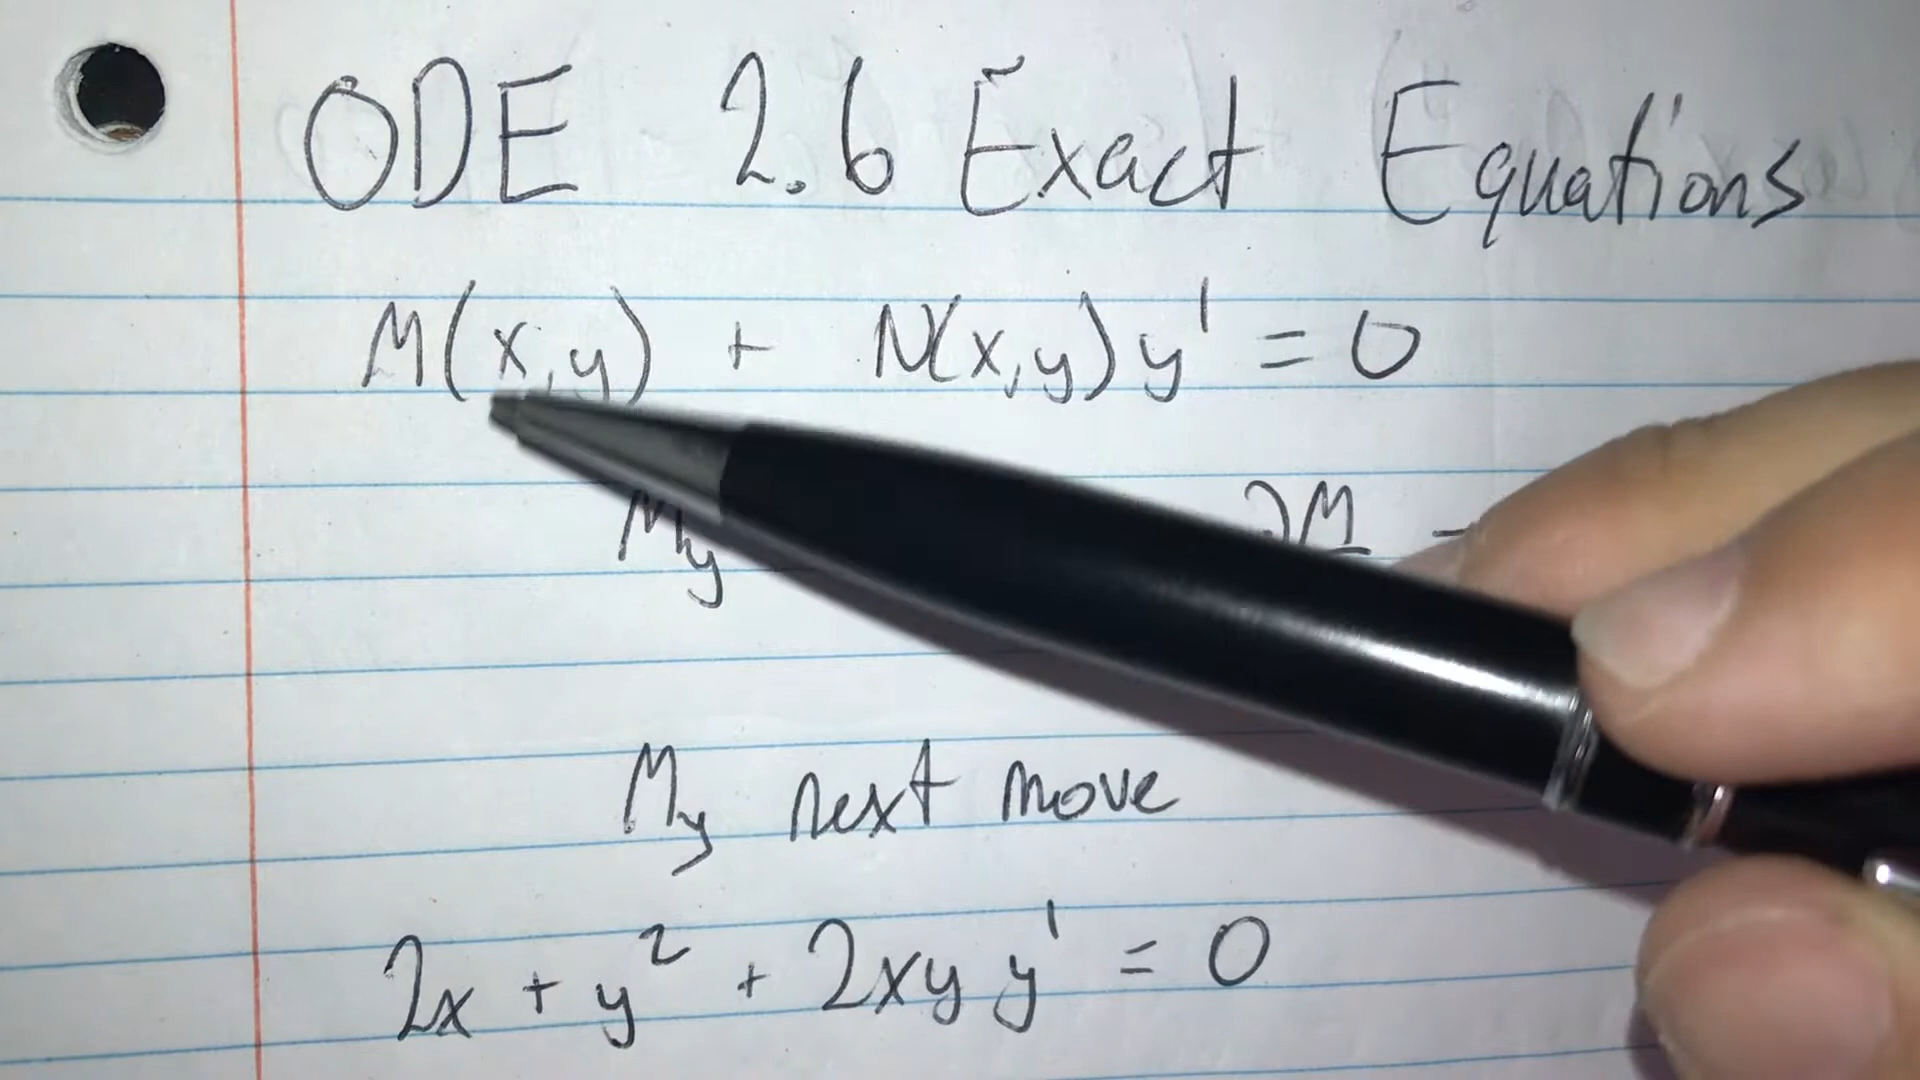 ODE 2.6 Exact Equations
M(x,y) + N(x,y)y' = 0
My ∂M
My next move
2x + y² + 2xy y' = 0